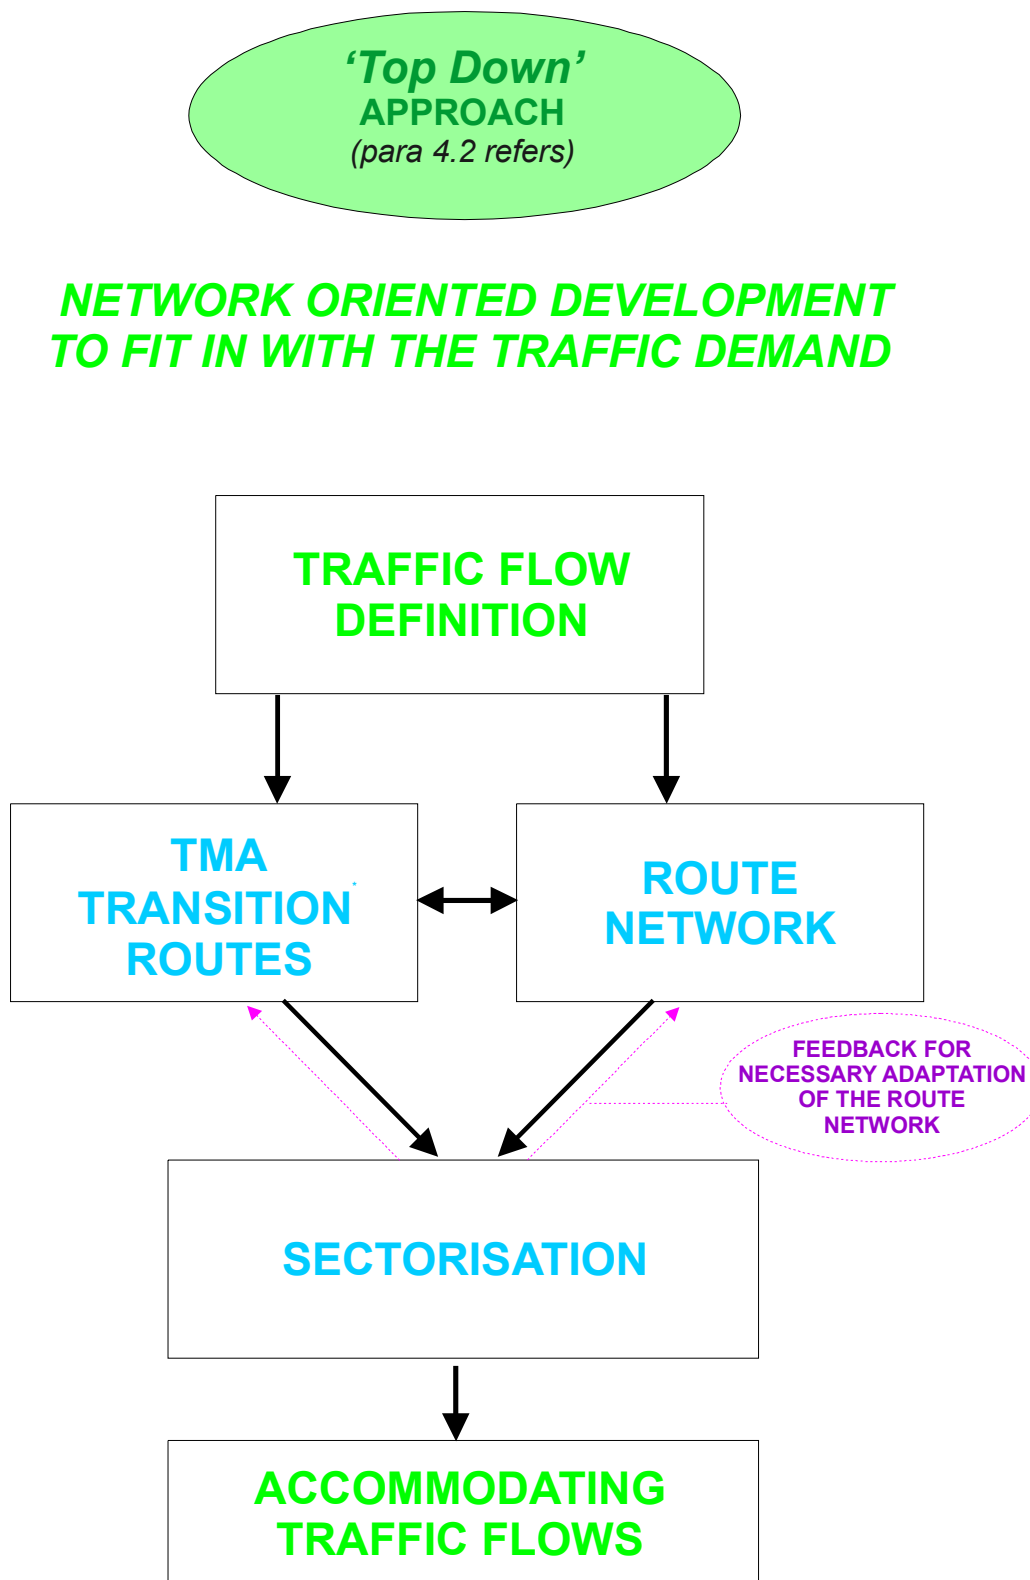 ‘Top Down’
APPROACH
(para 4.2 refers)
NETWORK ORIENTED DEVELOPMENT
TO FIT IN WITH THE TRAFFIC DEMAND
TRAFFIC FLOW
DEFINITION
TMA
TRANSITION*
ROUTES
ROUTE
NETWORK
FEEDBACK FOR
NECESSARY ADAPTATION
OF THE ROUTE
NETWORK
SECTORISATION
ACCOMMODATING
TRAFFIC FLOWS